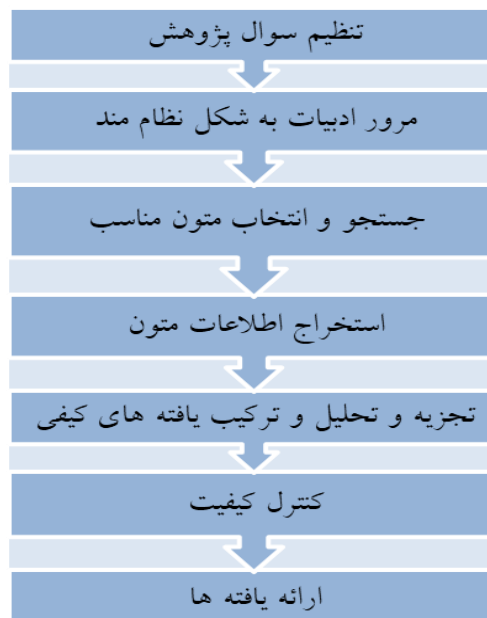 تنظیم سوال پژوهش
مرور ادبیات به شکل نظام مند
جستجو و انتخاب متون مناسب
استخراج اطلاعات متون
تجزیه و تحلیل و ترکیب یافته های کیفی
کنترل کیفیت
ارائه یافته ها